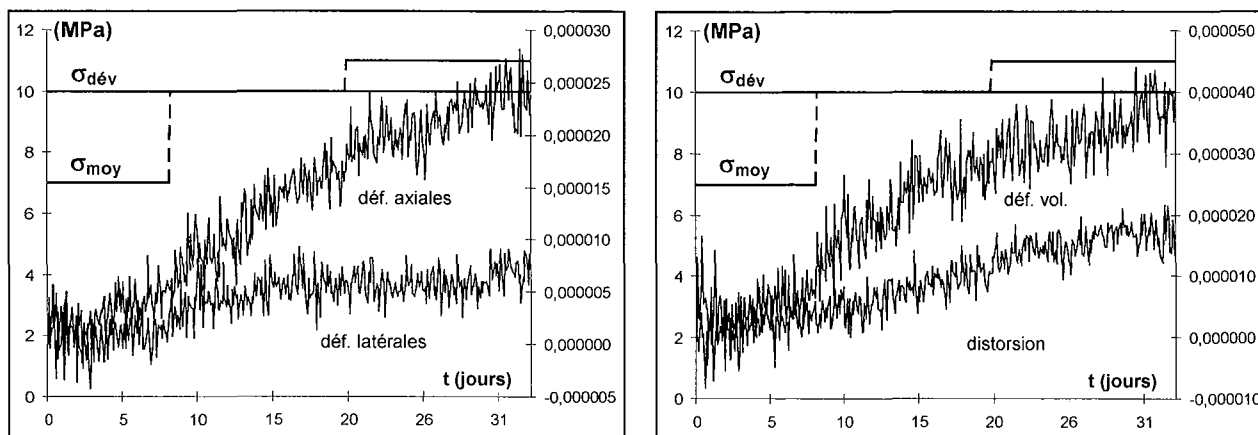 (MPa)
12
10
8
6
4
2
0
σdév
σmoy
déf. axiales
déf. latérales
t (jours)
0,000030
0,000025
0,000020
0,000015
0,000010
0,000005
0,000000
-0,000005
0 5 10 15 20 22 26 31
(MPa)
12
10
8
6
4
2
0
σdév
σmoy
déf. vol.
distorsion
t (jours)
0,000050
0,000040
0,000030
0,000020
0,000010
0,000000
-0,000010
0 5 10 15 20 22 26 31